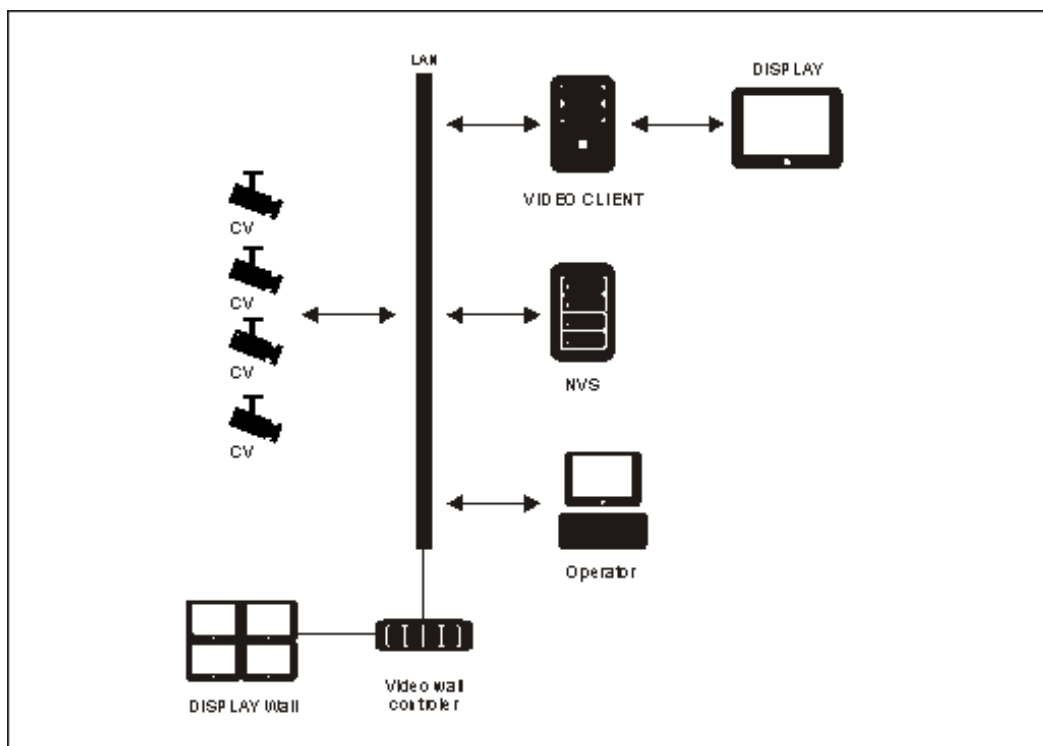 LAN
DISPLAY
VIDEO CLIENT
CV
CV
CV
CV
NVS
Operator
DISPLAY Wall
Video wall
controler